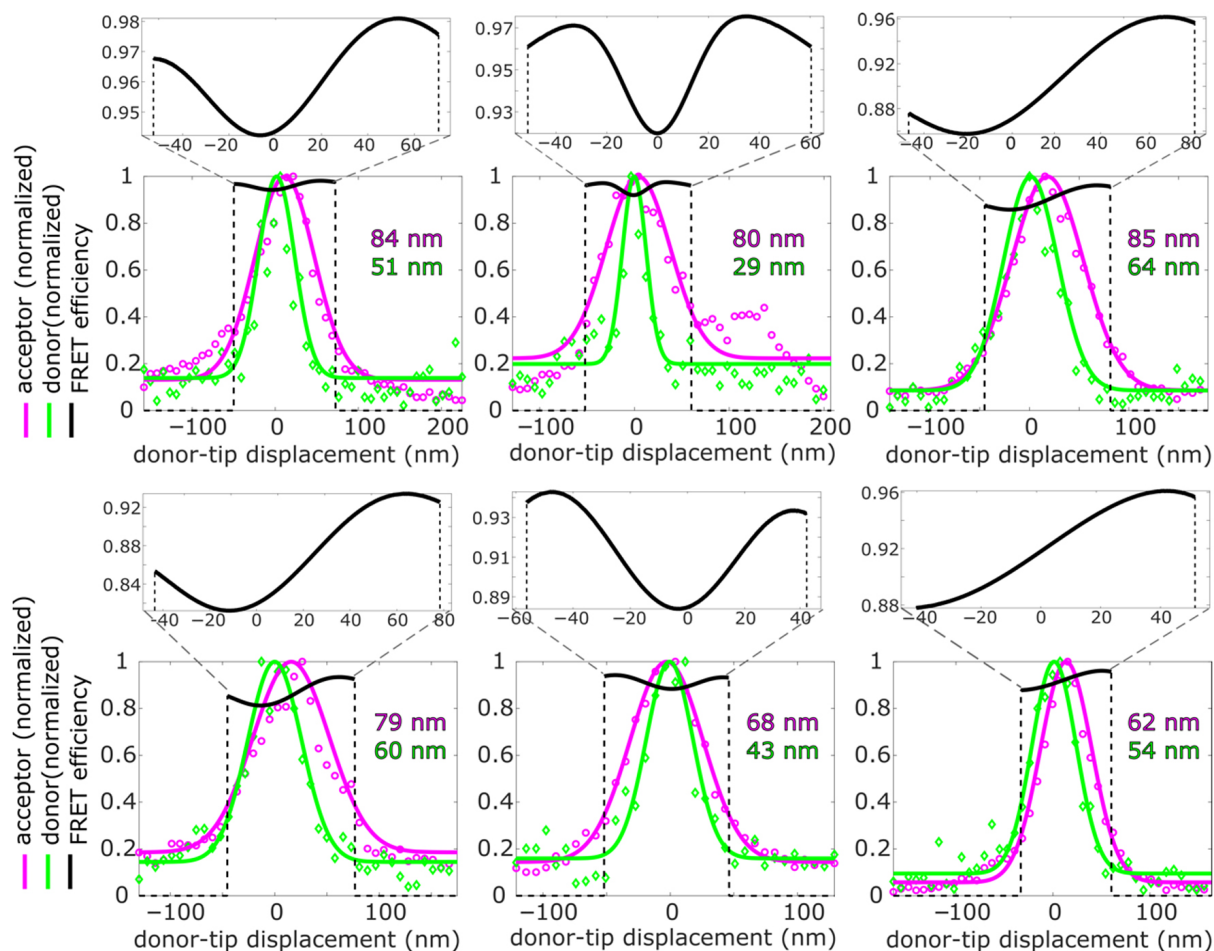 0.98
0.97
0.96
0.95
−40 −20 0 20 40 60
0.97
0.95
0.93
−40 −20 0 20 40 60
0.96
0.92
0.88
−40 −20 0 20 40 60 80
acceptor (normalized)
donor(normalized)
FRET efficiency
1
0.8
0.6
0.4
0.2
0
84 nm
51 nm
−100 0 100 200
donor-tip displacement (nm)
1
0.8
0.6
0.4
0.2
0
80 nm
29 nm
−100 0 100 200
donor-tip displacement (nm)
1
0.8
0.6
0.4
0.2
0
85 nm
64 nm
−100 0 100
donor-tip displacement (nm)
0.92
0.88
0.84
−40 −20 0 20 40 60 80
0.93
0.91
0.89
−60 −40 −20 0 20 40
0.96
0.92
0.88
−40 −20 0 20 40
acceptor (normalized)
donor(normalized)
FRET efficiency
1
0.8
0.6
0.4
0.2
0
79 nm
60 nm
−100 0 100
donor-tip displacement (nm)
1
0.8
0.6
0.4
0.2
0
68 nm
43 nm
−100 0 100
donor-tip displacement (nm)
1
0.8
0.6
0.4
0.2
0
62 nm
54 nm
−100 0 100
donor-tip displacement (nm)